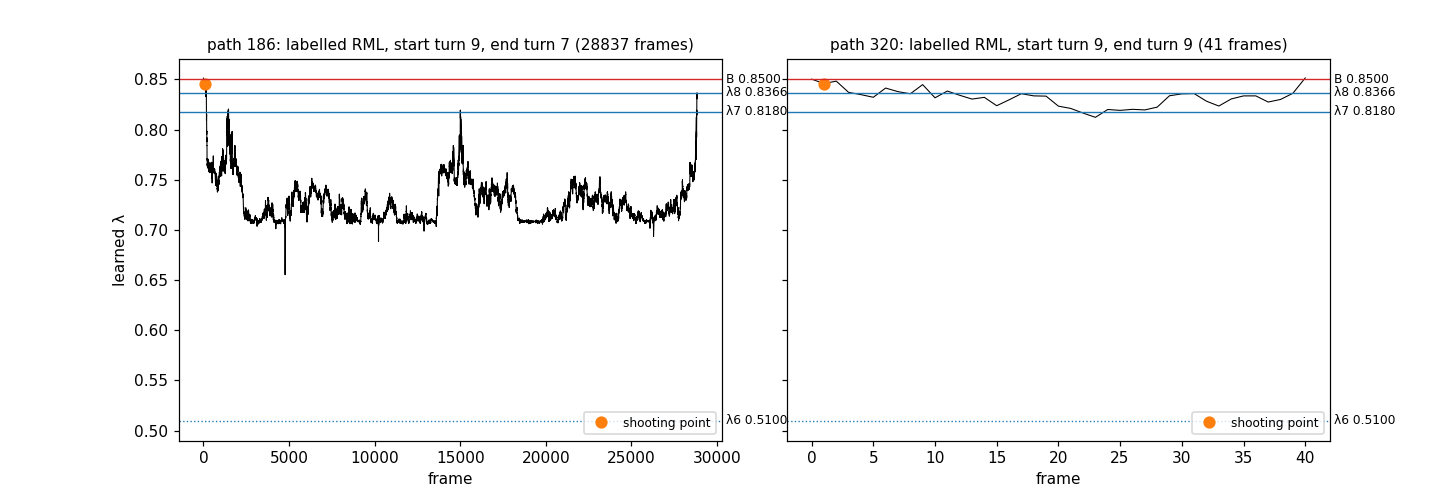 path 186: labelled RML, start turn 9, end turn 7 (28837 frames)
path 320: labelled RML, start turn 9, end turn 9 (41 frames)
learned λ
0.85
0.80
0.75
0.70
0.65
0.60
0.55
0.50
B 0.8500
λ8 0.8366
λ7 0.8180
λ6 0.5100
shooting point
0 5000 10000 15000 20000 25000 30000
frame
B 0.8500
λ8 0.8366
λ7 0.8180
λ6 0.5100
shooting point
0 5 10 15 20 25 30 35 40
frame